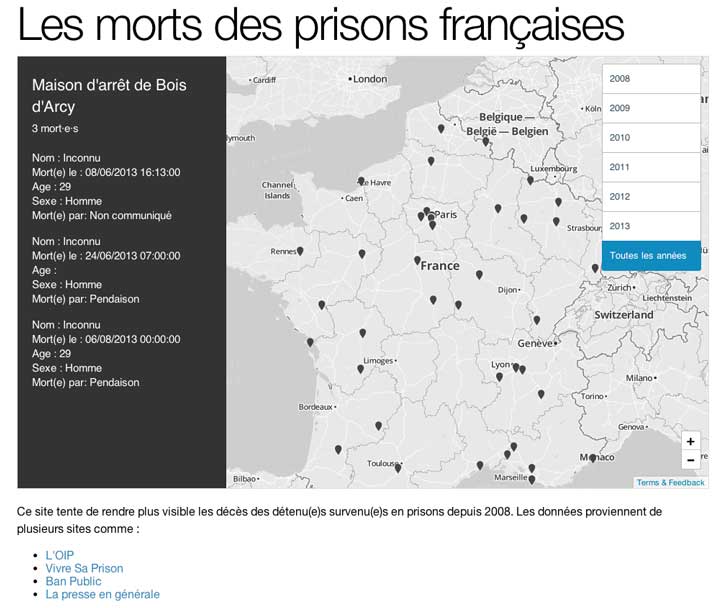 Les morts des prisons françaises
Maison d'arrêt de Bois
d'Arcy
3 mort·e·s
Nom : Inconnu
Mort(e) le : 08/06/2013 16:13:00
Age : 29
Sexe : Homme
Mort(e) par: Non communiqué
Nom : Inconnu
Mort(e) le : 24/06/2013 07:00:00
Age :
Sexe : Homme
Mort(e) par: Pendaison
Nom : Inconnu
Mort(e) le : 06/08/2013 00:00:00
Age : 29
Sexe : Homme
Mort(e) par: Pendaison
Cardiff
London
Belgique —
België — Belgien
Köln
lymouth
Luxembourg
Channel
Islands
Le Havre
Caen
Paris
Strasbour
Rennes
France
Dijon
Zürich
Liechtenstein
Switzerland
Genève
Limoges
Lyon
Milano
Torino
Bordeaux
Genova
Toulouse
Monaco
Marseille
Bilbao
2008
2009
2010
2011
2012
2013
Toutes les années
+
−
Terms & Feedback
Ce site tente de rendre plus visible les décès des détenu(e)s survenu(e)s en prisons depuis 2008. Les données proviennent de
plusieurs sites comme :
L'OIP
Vivre Sa Prison
Ban Public
La presse en générale